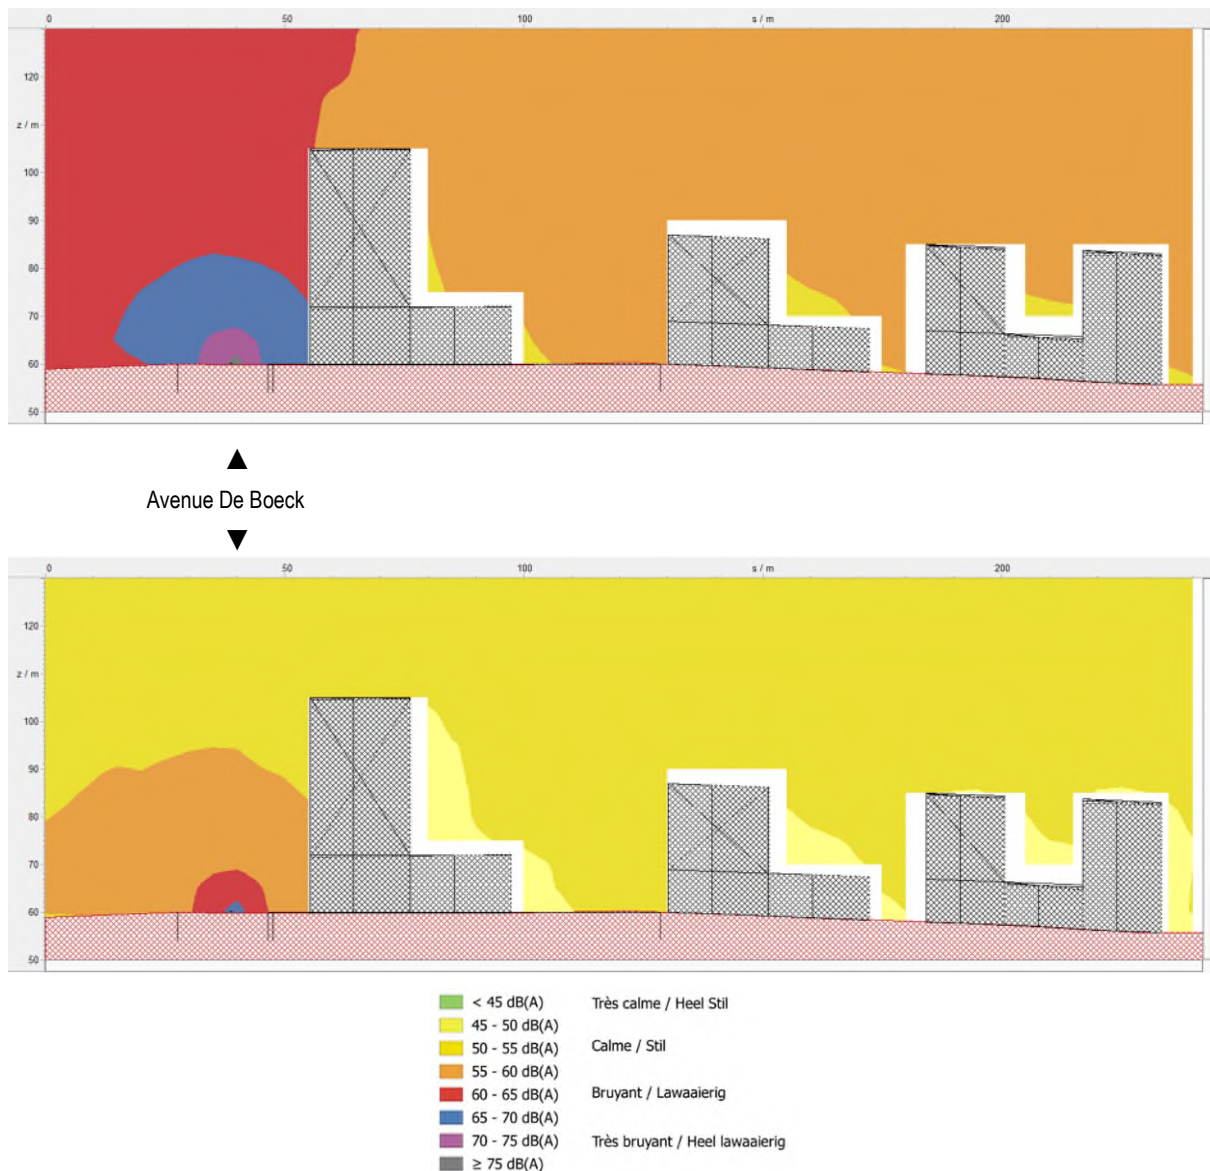 0 50 100 s / m 200
120
z / m
100
90
80
70
60
50
▲
Avenue De Boeck
▼
0 50 100 s / m 200
120
z / m
100
90
80
70
60
50
< 45 dB(A) Très calme / Heel Stil
45 - 50 dB(A)
50 - 55 dB(A) Calme / Stil
55 - 60 dB(A)
60 - 65 dB(A) Bruyant / Lawaaierig
65 - 70 dB(A)
70 - 75 dB(A) Très bruyant / Heel lawaaierig
≥ 75 dB(A)